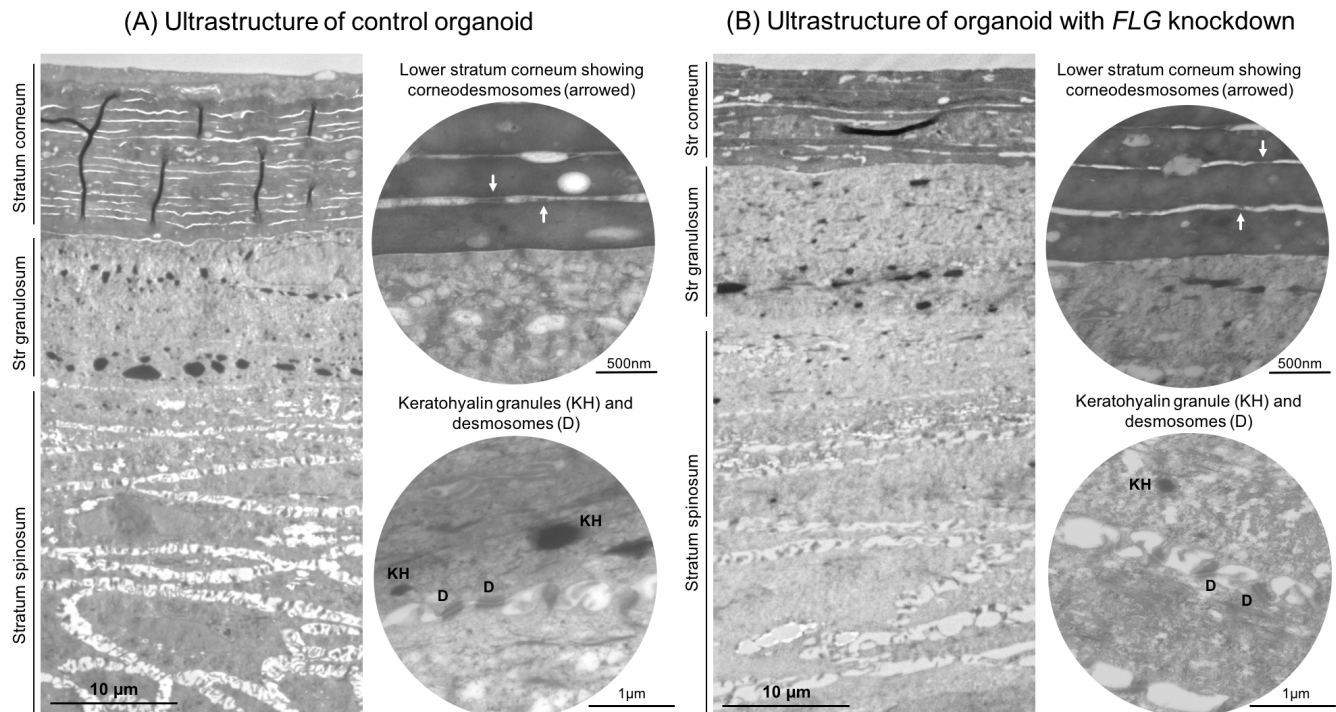 (A) Ultrastructure of control organoid
Stratum corneum
Str granulosum
Stratum spinosum
10 µm
Lower stratum corneum showing
corneodesmosomes (arrowed)
500nm
Keratohyalin granules (KH) and
desmosomes (D)
KH
KH
D
D
1µm
(B) Ultrastructure of organoid with FLG knockdown
Str corneum
Str granulosum
Stratum spinosum
10 µm
Lower stratum corneum showing
corneodesmosomes (arrowed)
500nm
Keratohyalin granule (KH) and
desmosomes (D)
KH
D
D
1µm